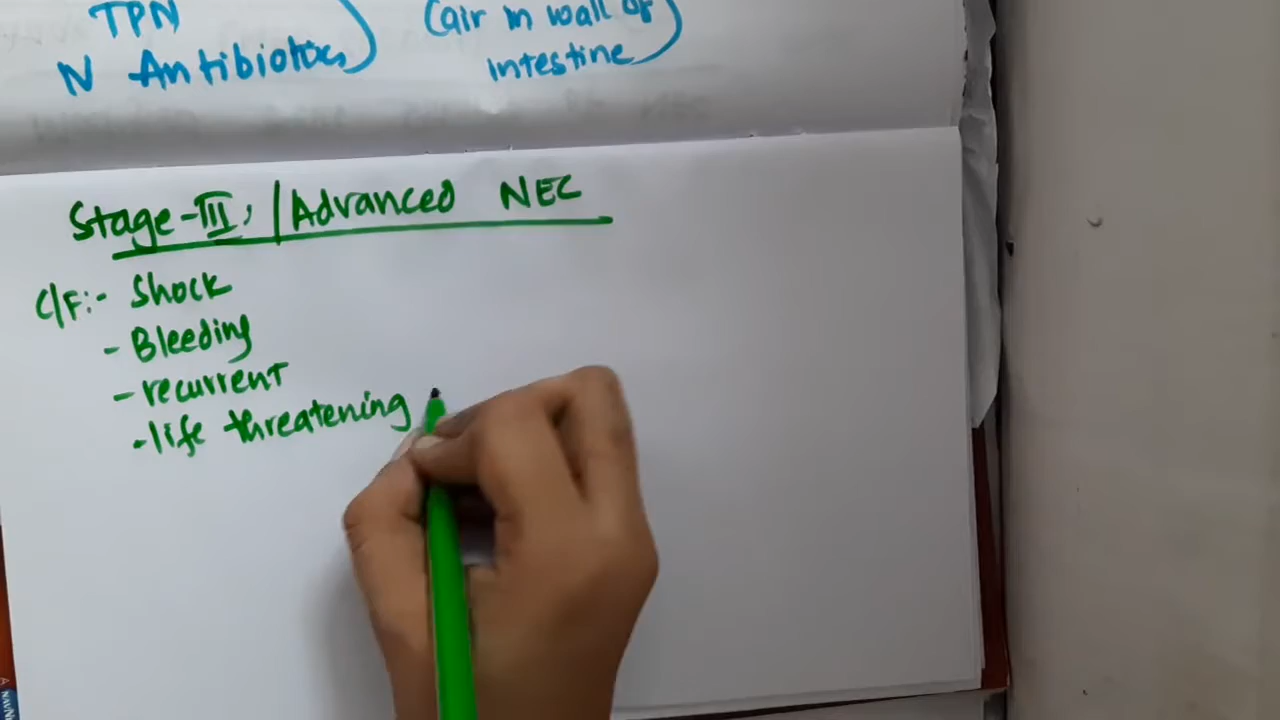 TPN
(air in wall of
N Antibiotics)
intestine)
Stage-III, /Advanced NEC
C/F:- Shock
- Bleeding
- recurrent
- life threatening